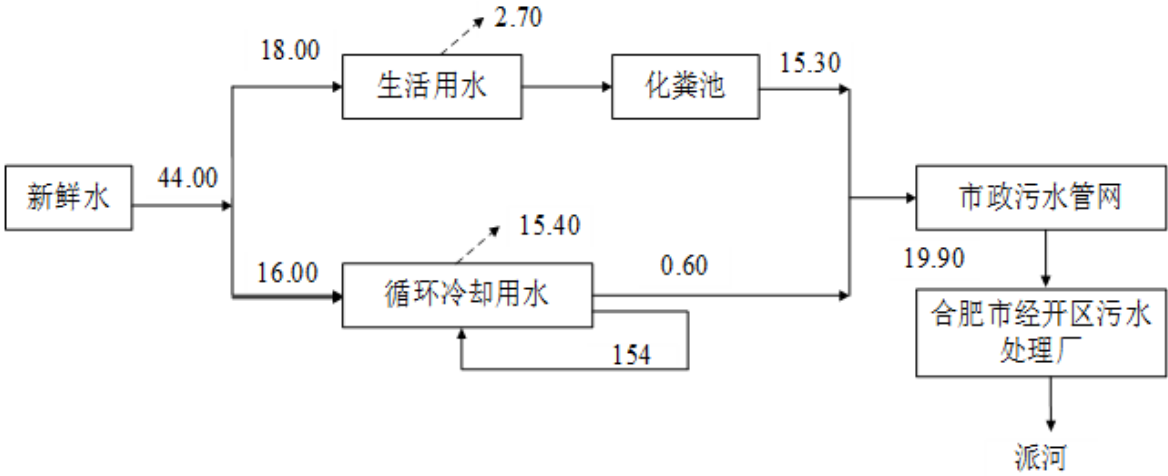 2.70
18.00
生活用水
化粪池
15.30
新鲜水
44.00
市政污水管网
15.40
16.00
循环冷却用水
0.60
19.90
154
合肥市经开区污水
处理厂
派河